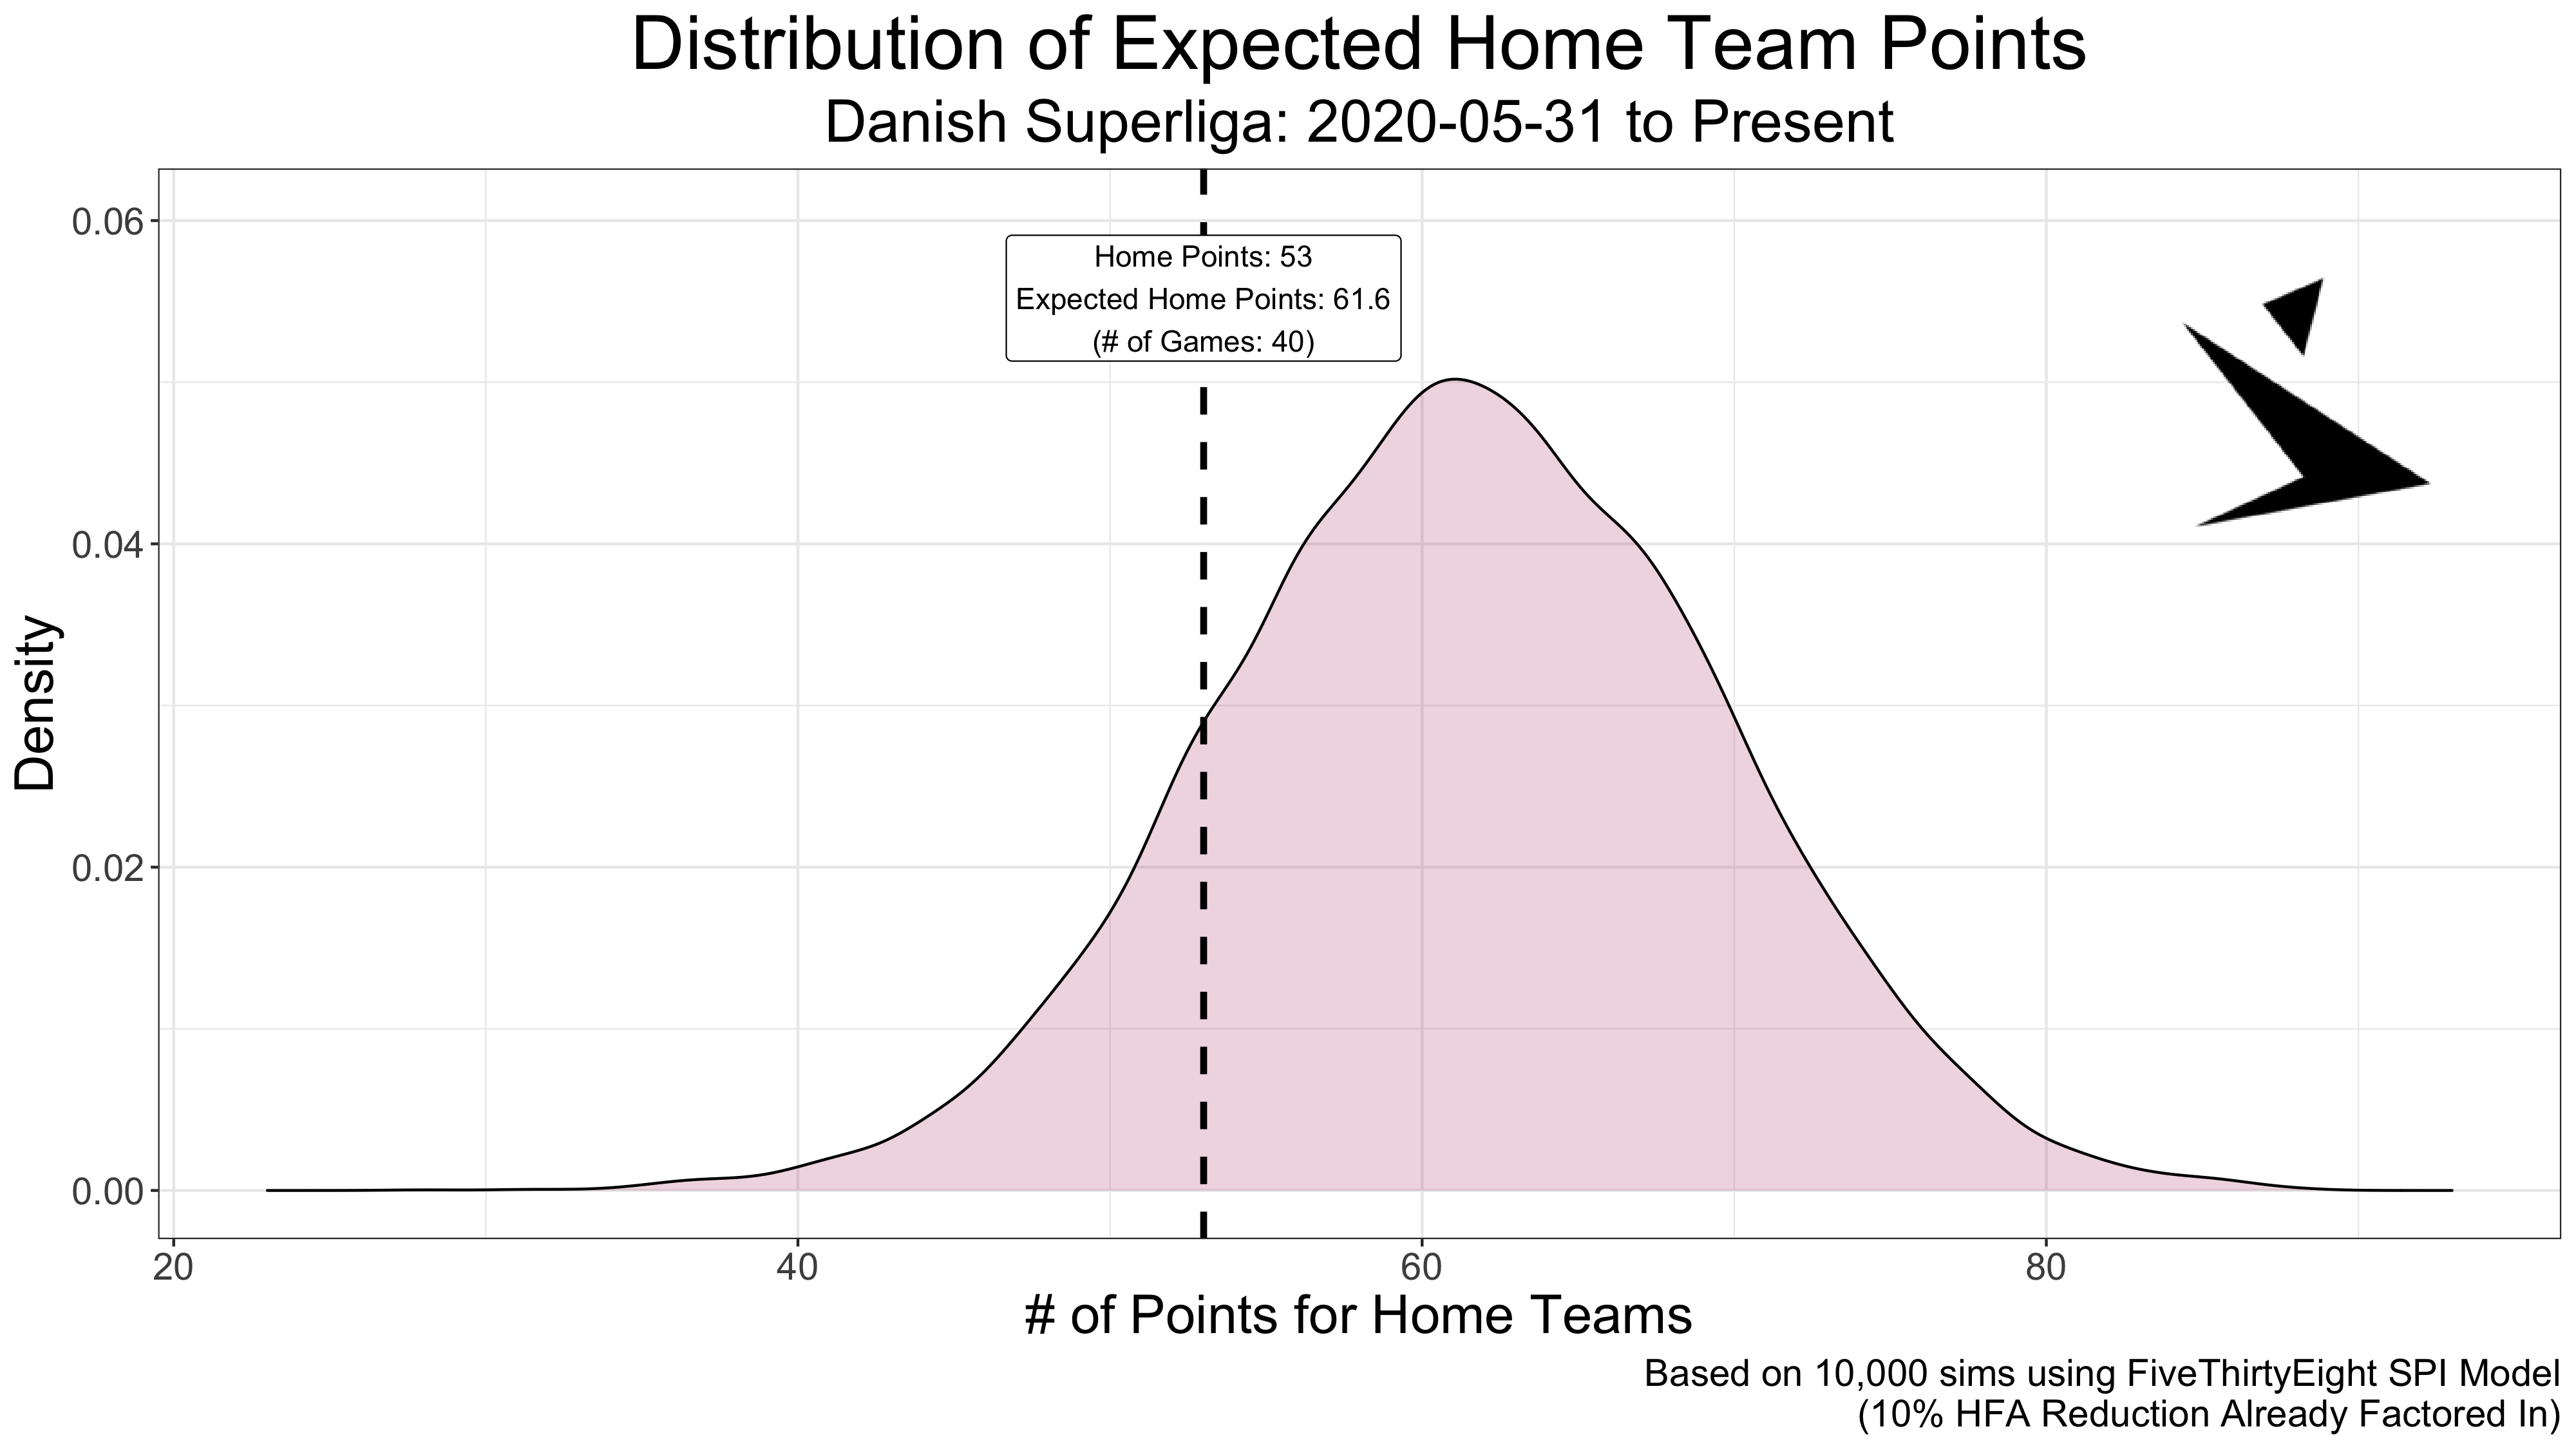 Distribution of Expected Home Team Points
Danish Superliga: 2020-05-31 to Present
0.06
Home Points: 53
Expected Home Points: 61.6
(# of Games: 40)
0.04
Density
0.02
0.00
20 40 60 80
# of Points for Home Teams
Based on 10,000 sims using FiveThirtyEight SPI Model
(10% HFA Reduction Already Factored In)